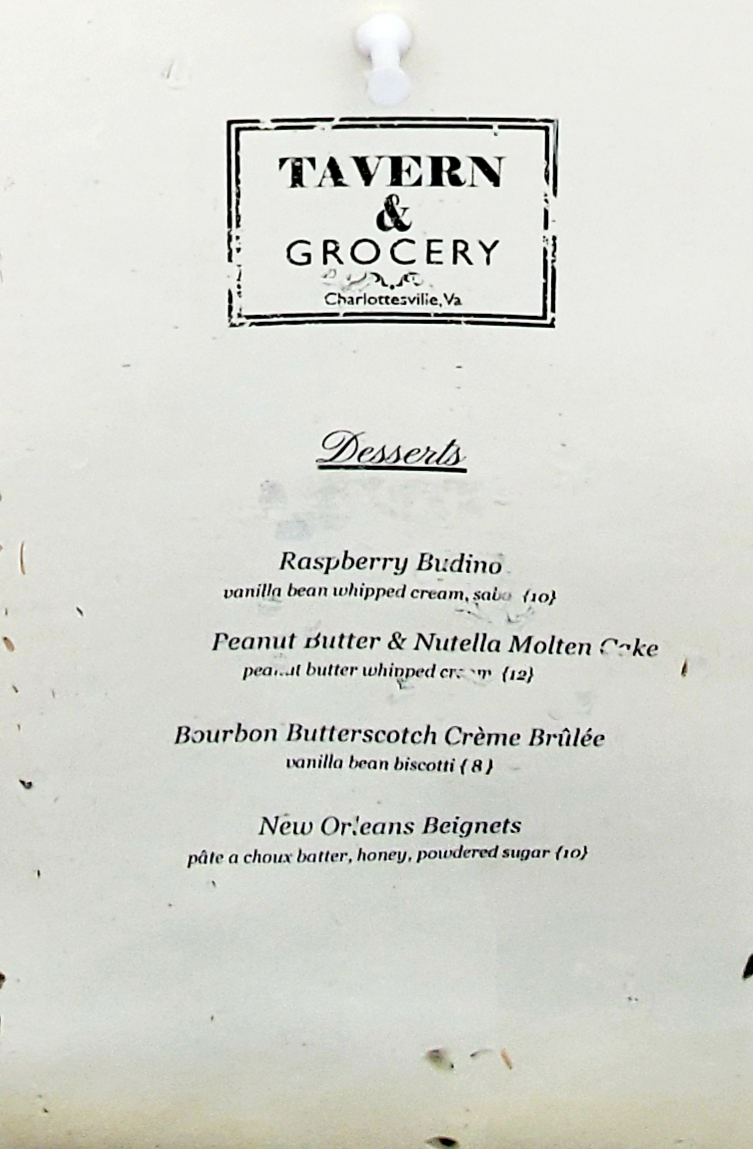 TAVERN
&
GROCERY
Charlottesville, Va
Desserts
Raspberry Budino
vanilla bean whipped cream, {10}
Peanut Butter & Nutella Molten Cake
peanut butter whipped cream {12}
Bourbon Butterscotch Crème Brûlée
vanilla bean biscotti { 8 }
New Orleans Beignets
pâte a choux batter, honey, powdered sugar {10}